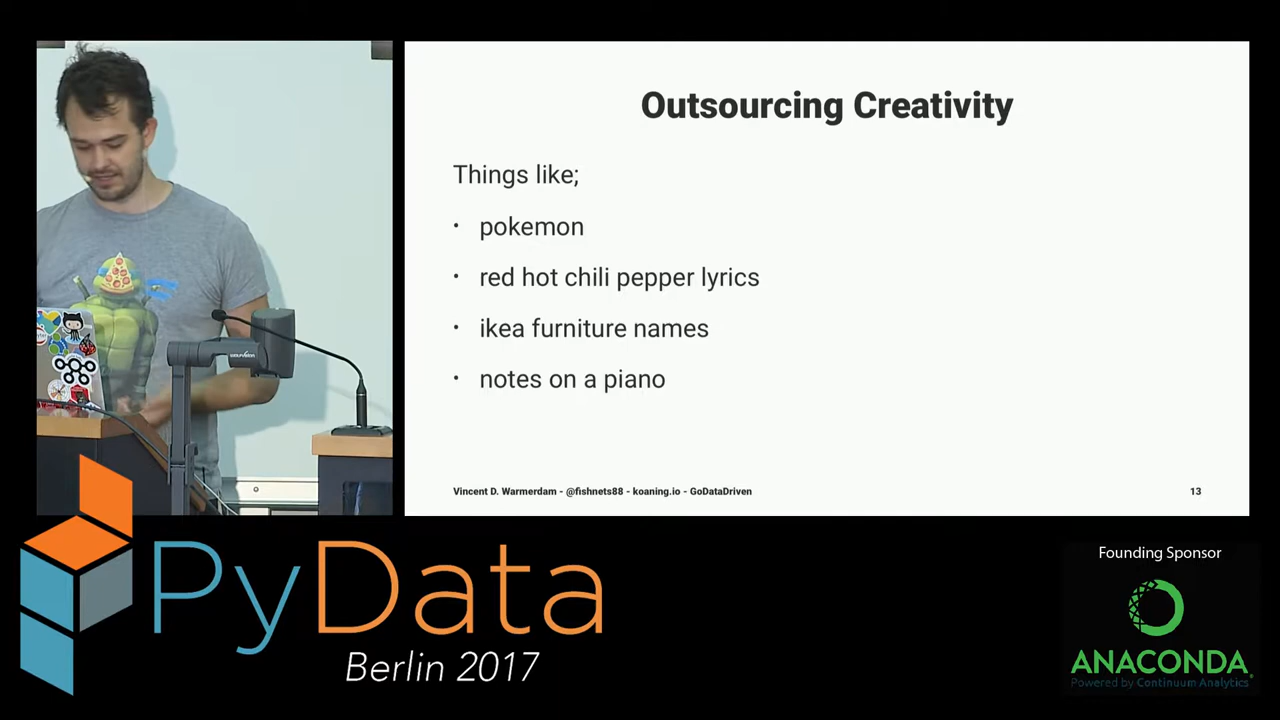 Outsourcing Creativity
Things like;
• pokemon
• red hot chili pepper lyrics
• ikea furniture names
• notes on a piano
Vincent D. Warmerdam - @fishnets88 - koaning.io - GoDataDriven
13
PyData
Berlin 2017
Founding Sponsor
ANACONDA
Powered by Continuum Analytics